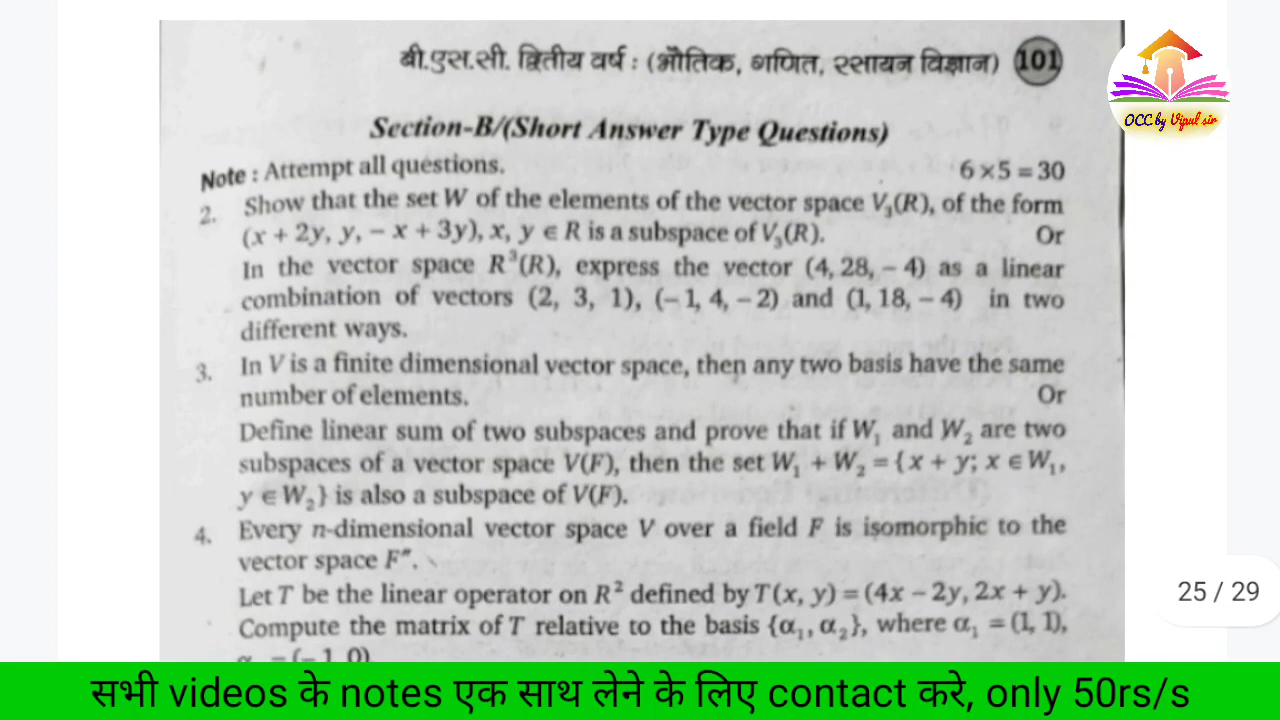 बी.एस.सी. द्वितीय वर्ष : (भौतिक, गणित, रसायन विज्ञान) 101
OCC by Vipul sir
Section-B/(Short Answer Type Questions)
Note : Attempt all questions. 6 × 5 = 30
2. Show that the set W of the elements of the vector space V₃(R), of the form
(x + 2y, y, – x + 3y), x, y ∈ R is a subspace of V₃(R). Or
In the vector space R³(R), express the vector (4, 28, – 4) as a linear
combination of vectors (2, 3, 1), (– 1, 4, – 2) and (1, 18, – 4) in two
different ways.
3. In V is a finite dimensional vector space, then any two basis have the same
number of elements. Or
Define linear sum of two subspaces and prove that if W₁ and W₂ are two
subspaces of a vector space V(F), then the set W₁ + W₂ = {x + y; x ∈ W₁,
y ∈ W₂} is also a subspace of V(F).
4. Every n-dimensional vector space V over a field F is isomorphic to the
vector space Fⁿ.
Let T be the linear operator on R² defined by T(x, y) = (4x – 2y, 2x + y).
Compute the matrix of T relative to the basis {α₁, α₂}, where α₁ = (1, 1),
25 / 29
सभी videos के notes एक साथ लेने के लिए contact करे, only 50rs/s